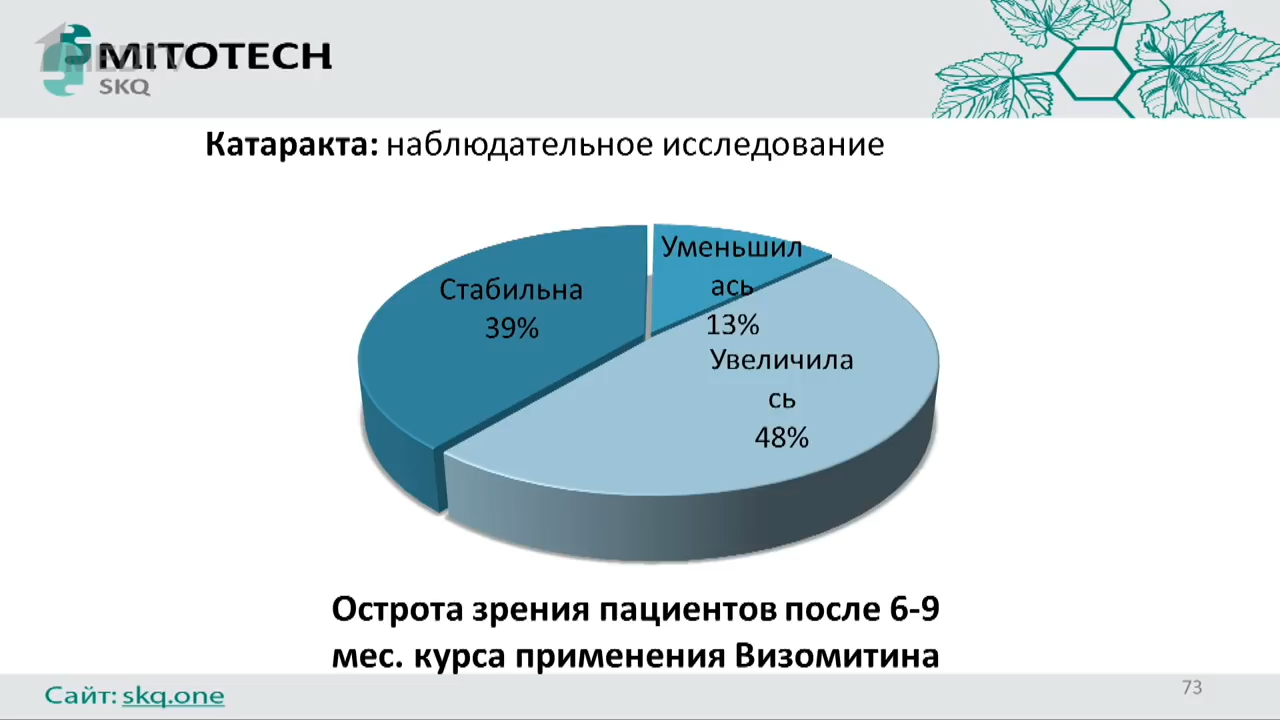 MITOTECH
SKQ
Катаракта: наблюдательное исследование
Уменьшил
ась
13%
Стабильна
39%
Увеличила
сь
48%
Острота зрения пациентов после 6-9
мес. курса применения Визомитина
Сайт: skq.one
73